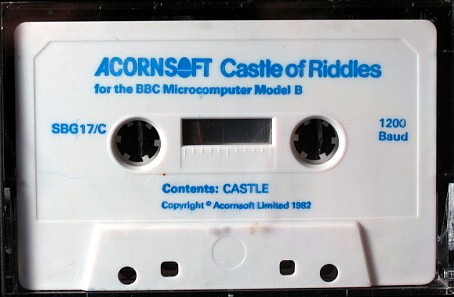 ACORNSOFT Castle of Riddles
for the BBC Microcomputer Model B
SBG17/C
1200
Baud
Contents: CASTLE
Copyright © Acornsoft Limited 1982